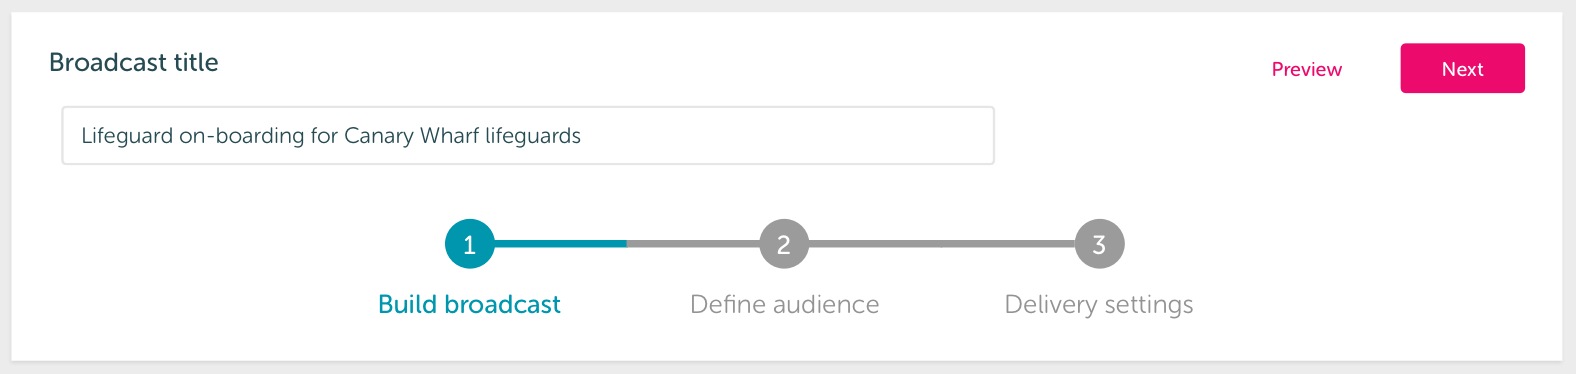 Broadcast title
Preview
Next
Lifeguard on-boarding for Canary Wharf lifeguards
1
2
3
Build broadcast
Define audience
Delivery settings